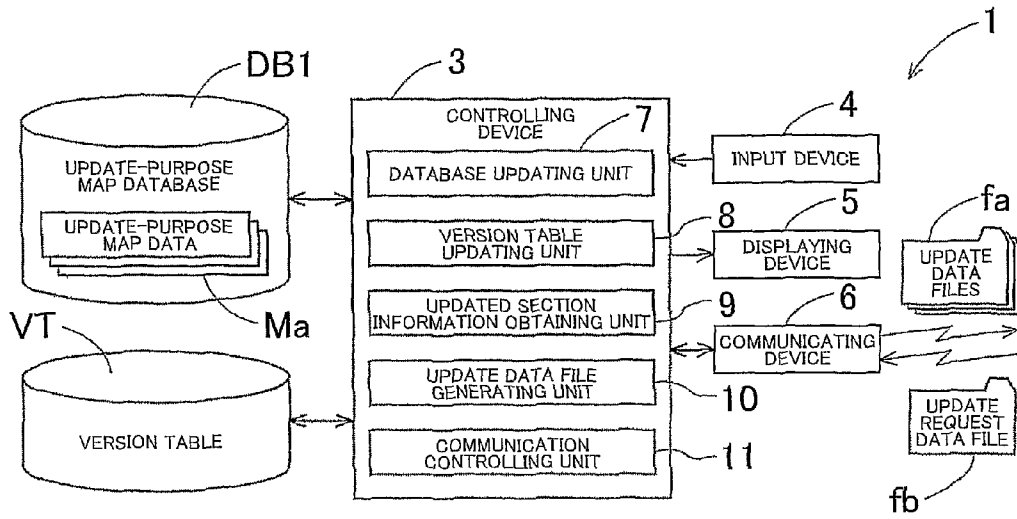 1
DB1
3
CONTROLLING
DEVICE
7
4
UPDATE-PURPOSE
MAP DATABASE
DATABASE UPDATING UNIT
INPUT DEVICE
UPDATE-PURPOSE
MAP DATA
8
VERSION TABLE
UPDATING UNIT
5
DISPLAYING
DEVICE
fa
UPDATE
DATA
FILES
Ma
UPDATED SECTION
INFORMATION OBTAINING UNIT
9
6
COMMUNICATING
DEVICE
VT
UPDATE DATA FILE
GENERATING UNIT
10
VERSION TABLE
COMMUNICATION
CONTROLLING UNIT
11
UPDATE
REQUEST
DATA FILE
fb